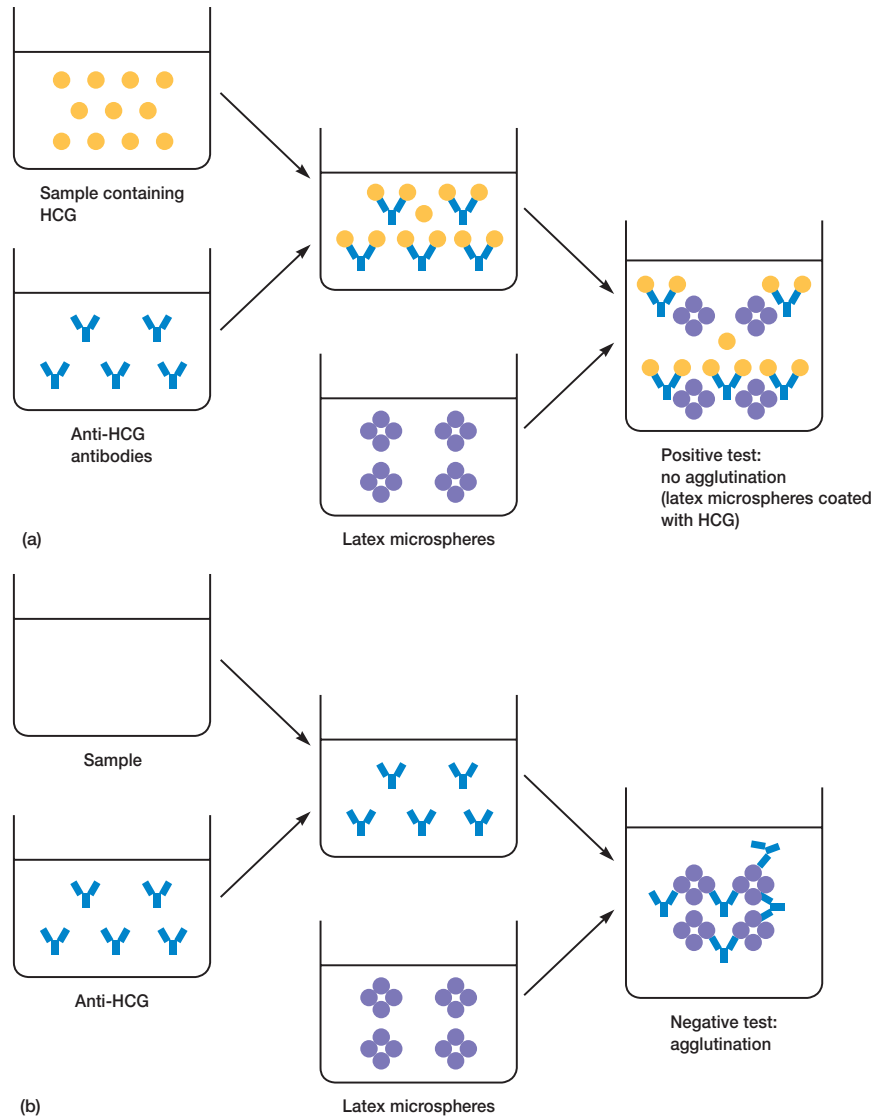 Sample containing
HCG
Anti-HCG
antibodies
Latex microspheres
Positive test:
no agglutination
(latex microspheres coated
with HCG)
(a)
Sample
Anti-HCG
Latex microspheres
Negative test:
agglutination
(b)